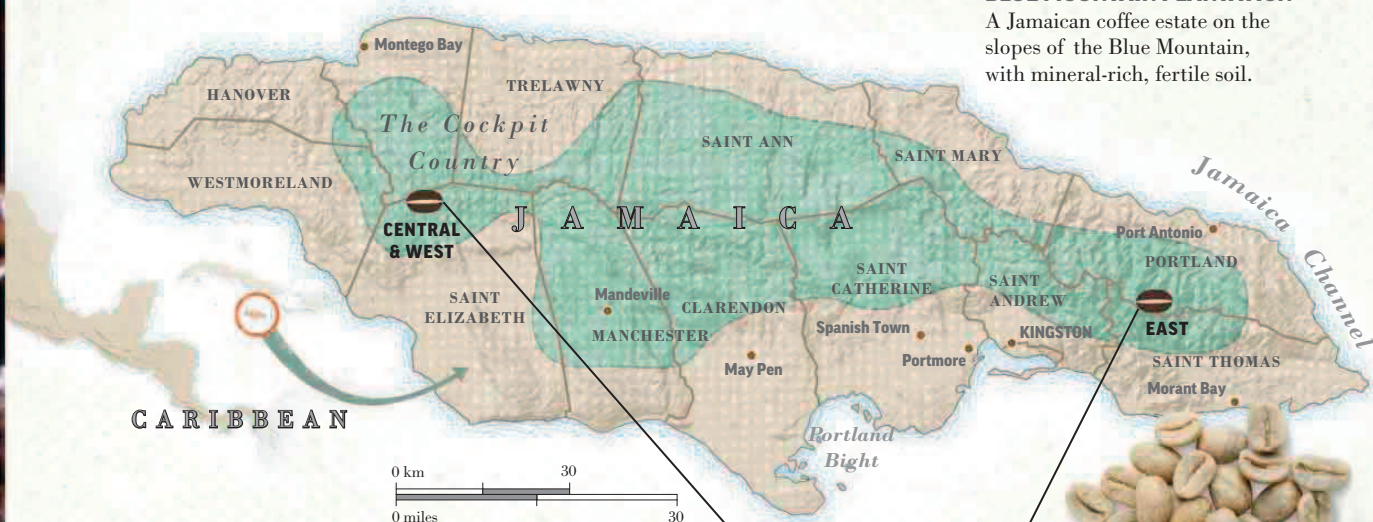 A Jamaican coffee estate on the
slopes of the Blue Mountain,
with mineral-rich, fertile soil.
Montego Bay
HANOVER
TRELAWNY
The Cockpit
Country
SAINT ANN
SAINT MARY
WESTMORELAND
Jamaica Channel
JAMAICA
CENTRAL
& WEST
Port Antonio
PORTLAND
SAINT
CATHERINE
SAINT
ANDREW
SAINT
ELIZABETH
Mandeville
CLARENDON
MANCHESTER
Spanish Town
KINGSTON
EAST
Portmore
May Pen
SAINT THOMAS
Morant Bay
CARIBBEAN
Portland
Bight
0 km 30
0 miles 30